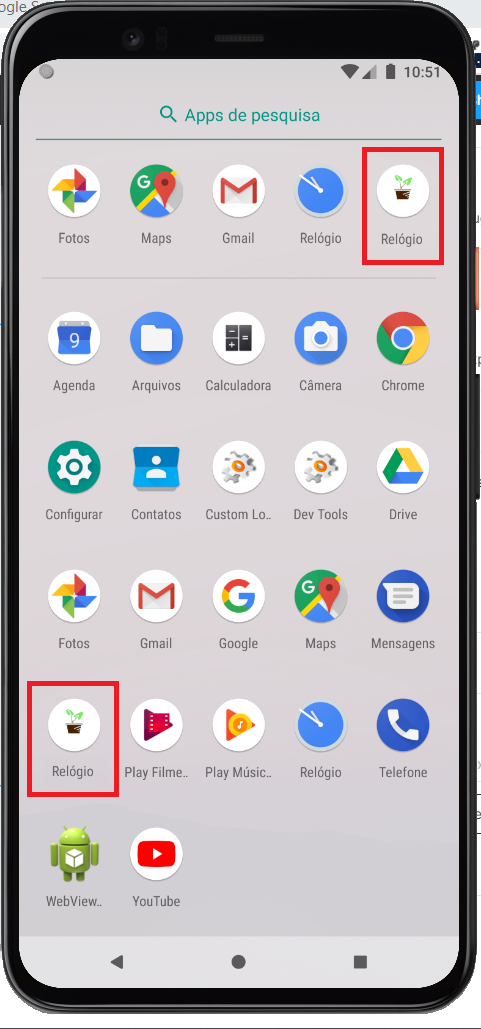 ogle Se
10:51
Apps de pesquisa
Fotos Maps Gmail Relógio Relógio
Agenda Arquivos Calculadora Câmera Chrome
Configurar Contatos Custom Lo.. Dev Tools Drive
Fotos Gmail Google Maps Mensagens
Relógio Play Filme.. Play Músic.. Relógio Telefone
WebView.. YouTube